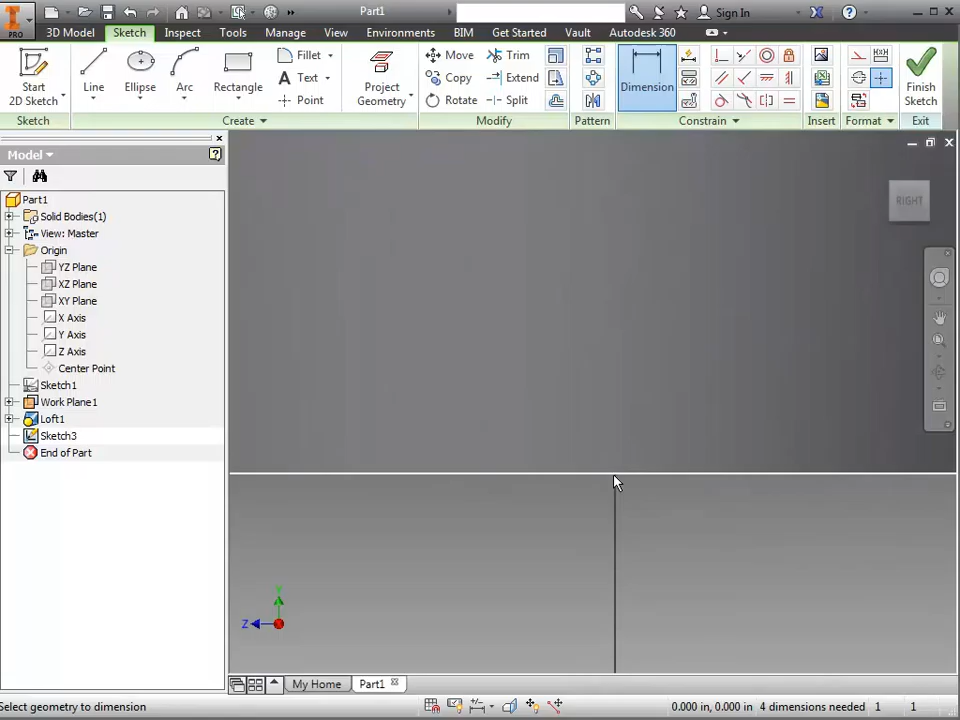 Part1
Sign In
PRO
3D Model Sketch Inspect Tools Manage View Environments BIM Get Started Vault Autodesk 360
Start
2D Sketch
Line
Ellipse
Arc
Rectangle
Fillet
Text
Point
Project
Geometry
Move
Copy
Rotate
Trim
Extend
Split
Dimension
Finish
Sketch
Sketch Create Modify Pattern Constrain Insert Format Exit
Model
Part1
Solid Bodies(1)
View: Master
Origin
YZ Plane
XZ Plane
XY Plane
X Axis
Y Axis
Z Axis
Center Point
Sketch1
Work Plane1
Loft1
Sketch3
End of Part
RIGHT
Y
Z
My Home Part1
Select geometry to dimension 0.000 in, 0.000 in 4 dimensions needed 1 1